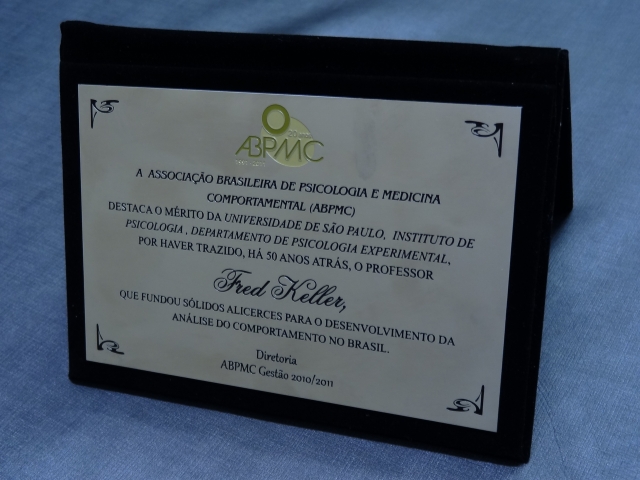 20 anos
ABPMC
A ASSOCIAÇÃO BRASILEIRA DE PSICOLOGIA E MEDICINA
COMPORTAMENTAL (ABPMC)
DESTACA O MÉRITO DA UNIVERSIDADE DE SÃO PAULO, INSTITUTO DE
PSICOLOGIA , DEPARTAMENTO DE PSICOLOGIA EXPERIMENTAL,
POR HAVER TRAZIDO, HÁ 50 ANOS ATRÁS, O PROFESSOR
Fred Keller,
QUE FUNDOU SÓLIDOS ALICERCES PARA O DESENVOLVIMENTO DA
ANÁLISE DO COMPORTAMENTO NO BRASIL.
Diretoria
ABPMC Gestão 2010/2011